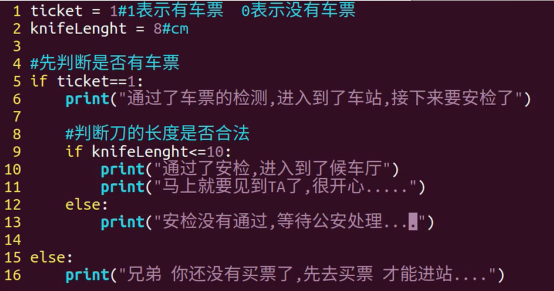 1 ticket = 1#1表示有车票  0表示没有车票
2 knifeLenght = 8#cm
3
4 #先判断是否有车票
5 if ticket==1:
6     print("通过了车票的检测,进入到了车站,接下来要安检了")
7
8     #判断刀的长度是否合法
9     if knifeLenght<=10:
10         print("通过了安检,进入到了候车厅")
11         print("马上就要见到TA了,很开心.....")
12     else:
13         print("安检没有通过,等待公安处理....")
14
15 else:
16     print("兄弟 你还没有买票了,先去买票 才能进站....")